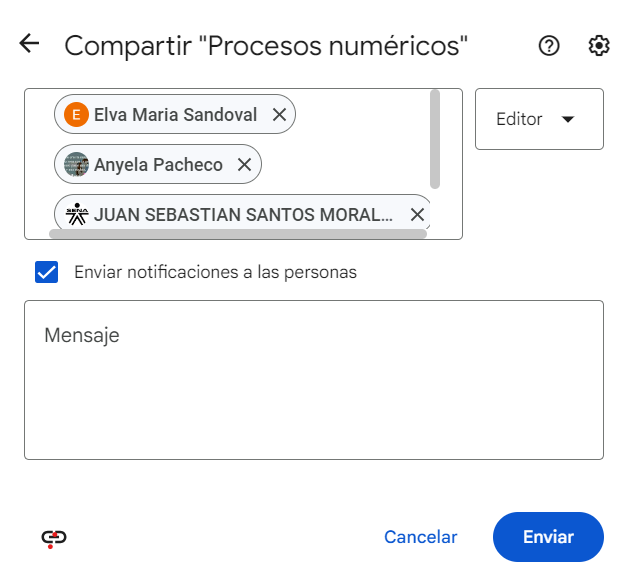 Compartir "Procesos numéricos"
E Elva Maria Sandoval
Editor
Anyela Pacheco
SENA JUAN SEBASTIAN SANTOS MORAL...
Enviar notificaciones a las personas
Mensaje
Cancelar
Enviar